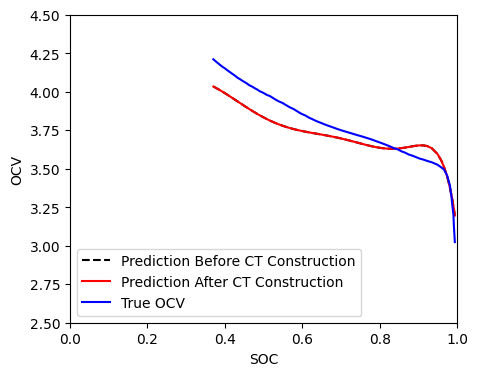 4.50
4.25
4.00
3.75
3.50
3.25
3.00
2.75
2.50
OCV
Prediction Before CT Construction
Prediction After CT Construction
True OCV
0.0 0.2 0.4 0.6 0.8 1.0
SOC